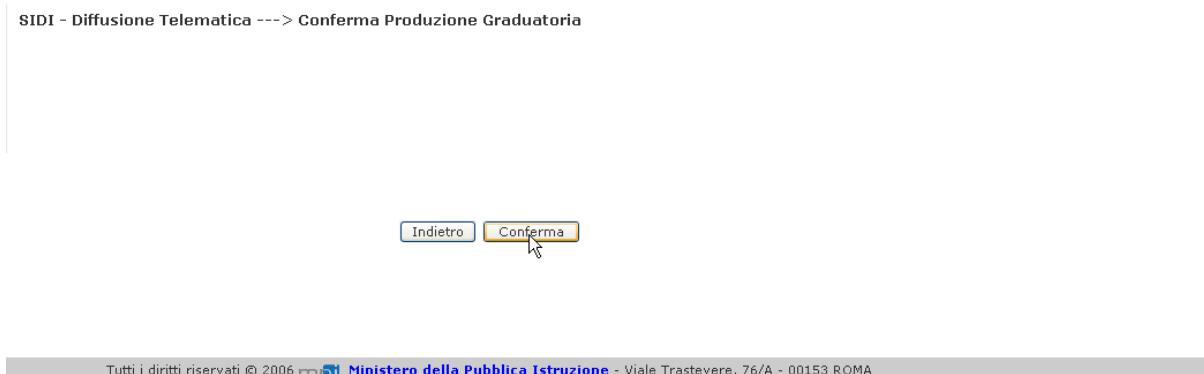 SIDI - Diffusione Telematica ---> Conferma Produzione Graduatoria
Indietro Conferma
Tutti i diritti riservati © 2006 mpi Ministero della Pubblica Istruzione - Viale Trastevere, 76/A - 00153 ROMA